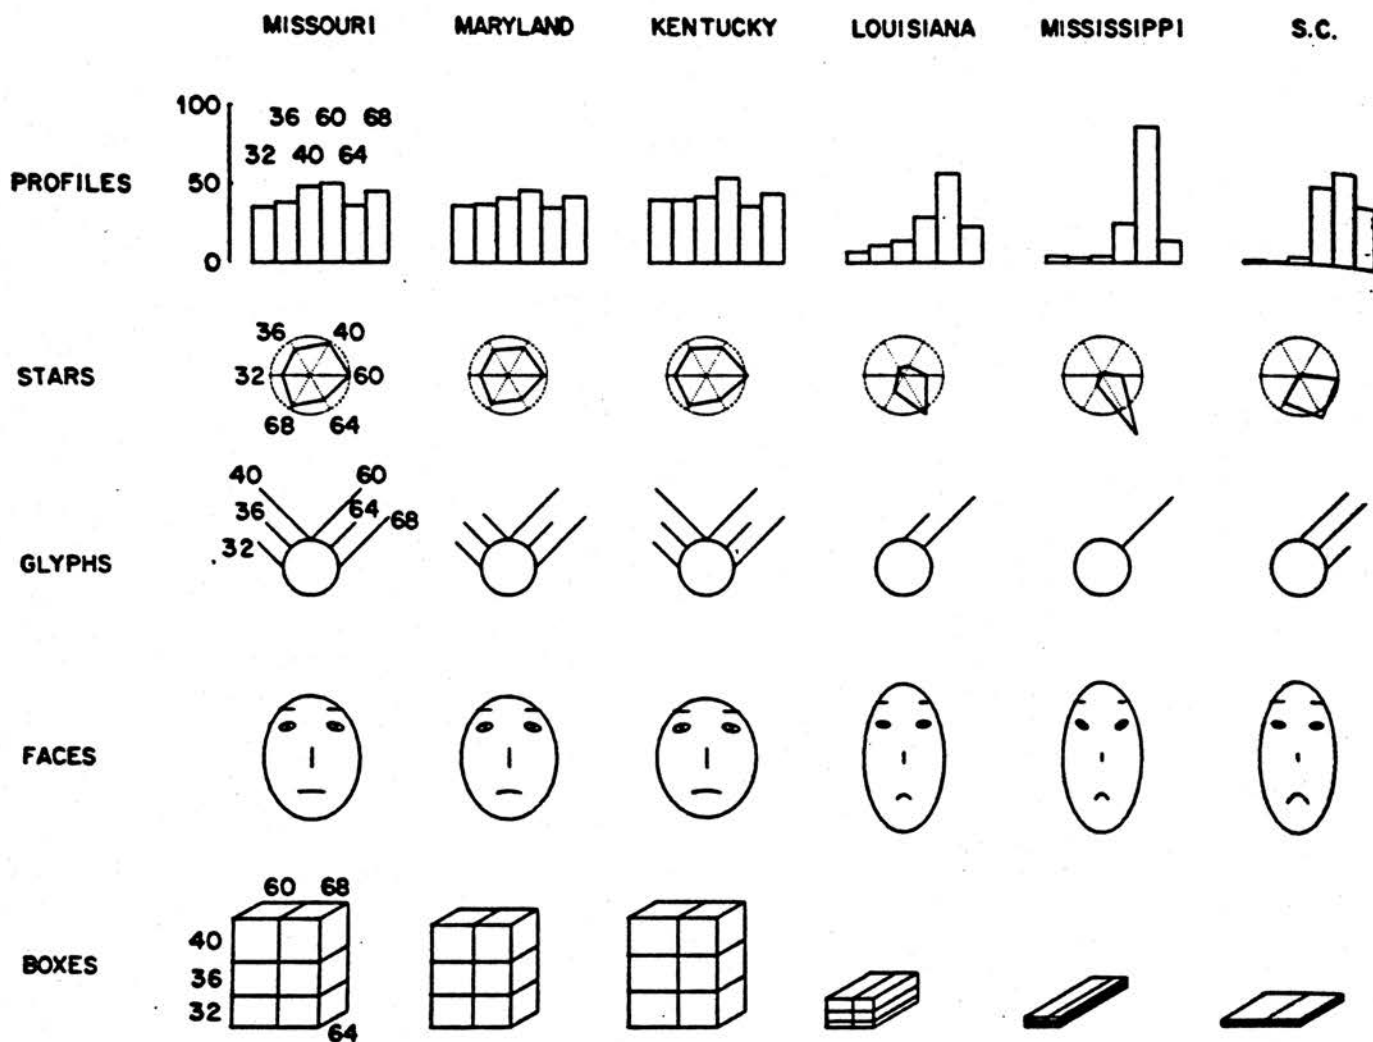 MISSOURI MARYLAND KENTUCKY LOUISIANA MISSISSIPPI S.C.
100
36 60 68
32 40 64
PROFILES 50
0
36 40
STARS 32 60
68 64
40 60
36 64
68
32
GLYPHS
FACES
60 68
40
BOXES
36
32
64